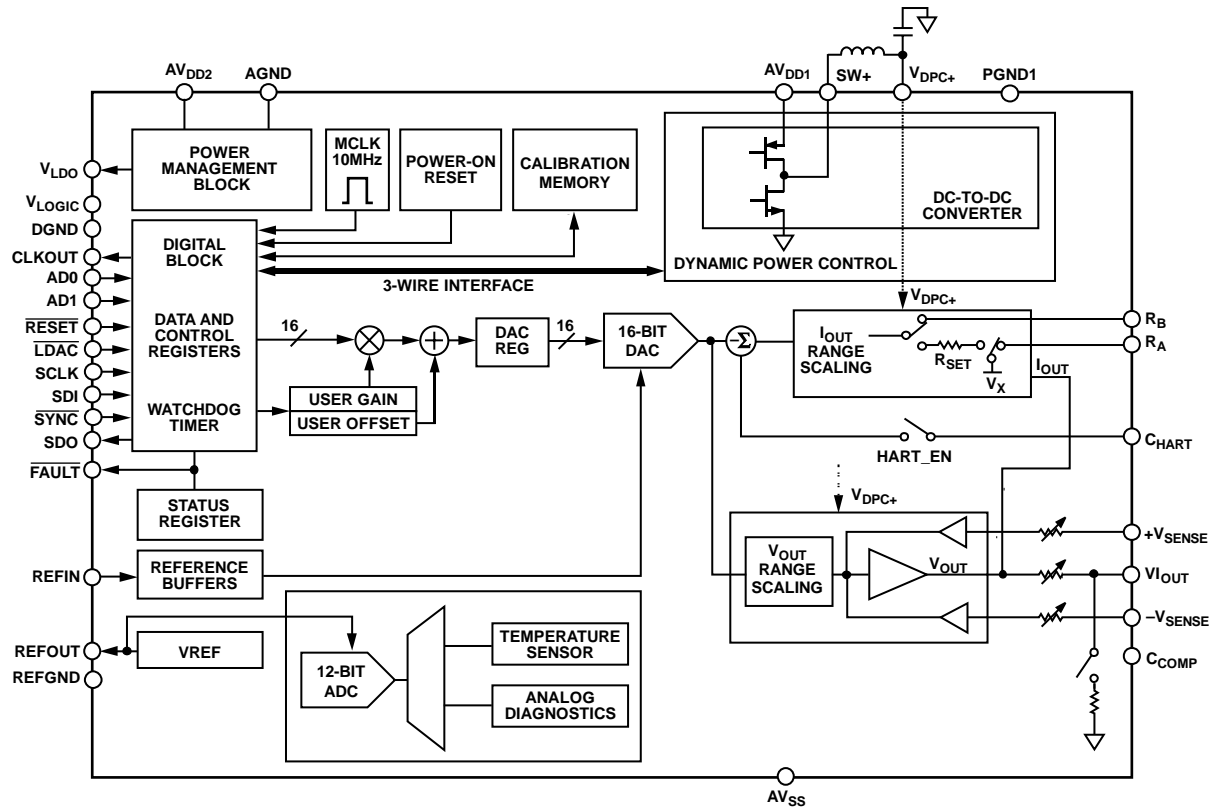 AVDD2
AGND
AVDD1
SW+
VDPC+
PGND1
VLDO
VLOGIC
DGND
CLKOUT
AD0
AD1
RESET
LDAC
SCLK
SDI
SYNC
SDO
FAULT
REFIN
REFOUT
REFGND
POWER
MANAGEMENT
BLOCK
MCLK
10MHz
POWER-ON
RESET
CALIBRATION
MEMORY
DC-TO-DC
CONVERTER
DYNAMIC POWER CONTROL
DIGITAL
BLOCK
DATA AND
CONTROL
REGISTERS
WATCHDOG
TIMER
3-WIRE INTERFACE
16
USER GAIN
USER OFFSET
DAC
REG
16
16-BIT
DAC
–Σ
VDPC+
IOUT
RANGE
SCALING
RSET
VX
IOUT
RB
RA
HART_EN
CHART
STATUS
REGISTER
REFERENCE
BUFFERS
VREF
12-BIT
ADC
TEMPERATURE
SENSOR
ANALOG
DIAGNOSTICS
VDPC+
VOUT
RANGE
SCALING
VOUT
+VSENSE
VIOUT
–VSENSE
CCOMP
AVSS